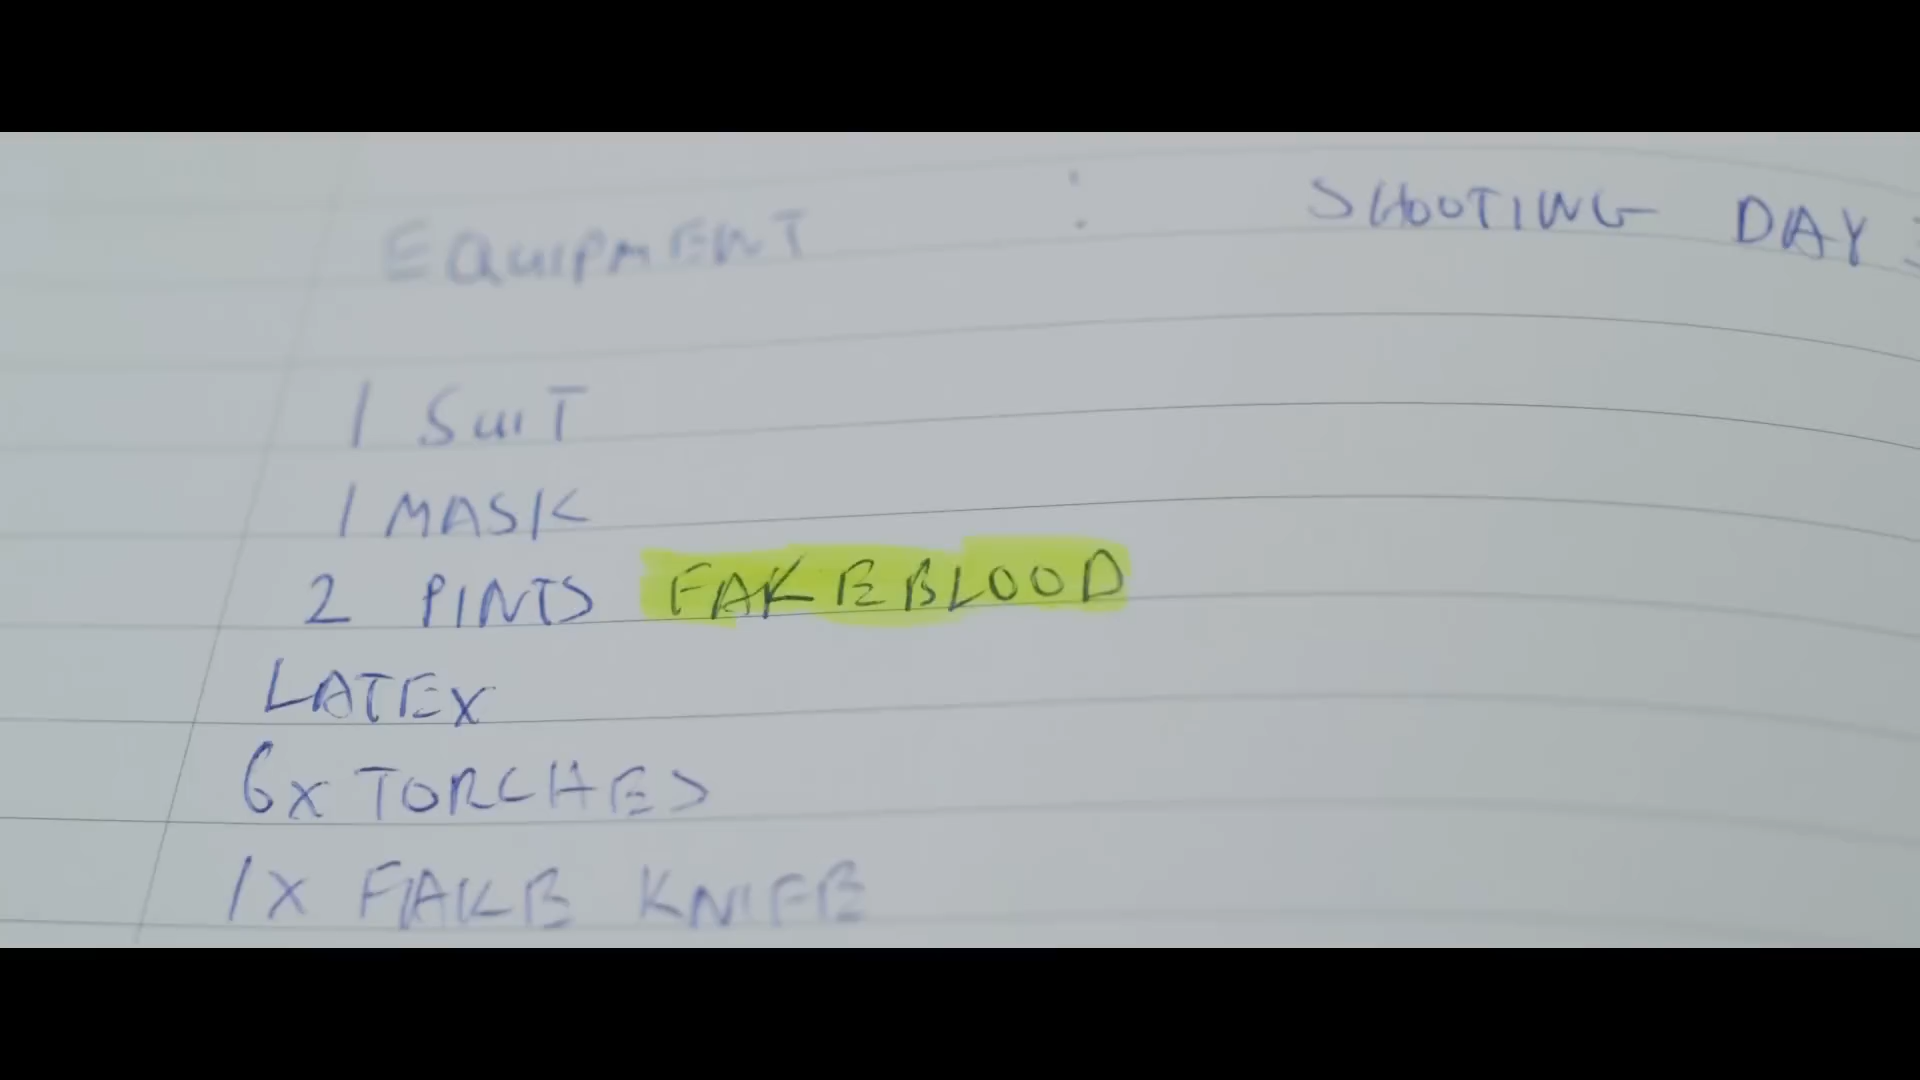 EQUIPMENT : SHOOTING DAY
1 SUIT
1 MASK
2 PINTS FAKE BLOOD
LATEX
6X TORCHES
1X FAKE KNIFE